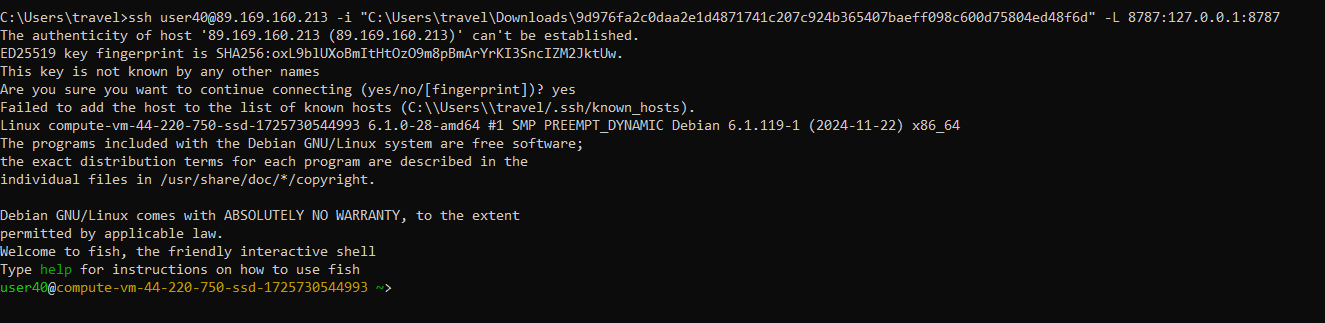 C:\Users\travel>ssh user40@89.169.160.213 -i "C:\Users\travel\Downloads\9d976fa2c0daa2e1d4871741c207c924b365407baeff098c600d75804ed48f6d" -L 8787:127.0.0.1:8787
The authenticity of host '89.169.160.213 (89.169.160.213)' can't be established.
ED25519 key fingerprint is SHA256:oxL9blUXoBmItHtOzO9m8pBmArYrKI3SncIZM2JktUw.
This key is not known by any other names
Are you sure you want to continue connecting (yes/no/[fingerprint])? yes
Failed to add the host to the list of known hosts (C:\\Users\\travel/.ssh/known_hosts).
Linux compute-vm-44-220-750-ssd-1725730544993 6.1.0-28-amd64 #1 SMP PREEMPT_DYNAMIC Debian 6.1.119-1 (2024-11-22) x86_64
The programs included with the Debian GNU/Linux system are free software;
the exact distribution terms for each program are described in the
individual files in /usr/share/doc/*/copyright.

Debian GNU/Linux comes with ABSOLUTELY NO WARRANTY, to the extent
permitted by applicable law.
Welcome to fish, the friendly interactive shell
Type help for instructions on how to use fish
user40@compute-vm-44-220-750-ssd-1725730544993 ~>